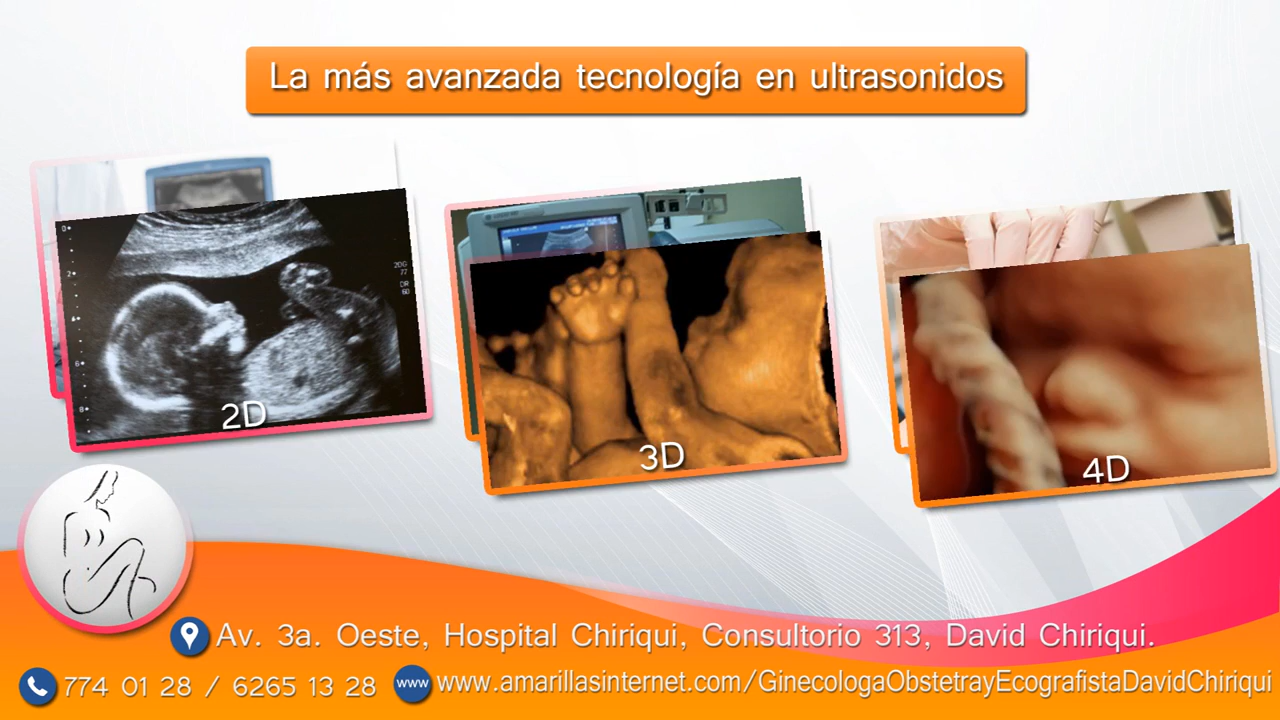 La más avanzada tecnología en ultrasonidos
2D
3D
4D
Av. 3a. Oeste, Hospital Chiriqui, Consultorio 313, David Chiriqui.
774 01 28 / 6265 13 28
www
www.amarillasinternet.com/GinecologaObstetrayEcografistaDavidChiriqui